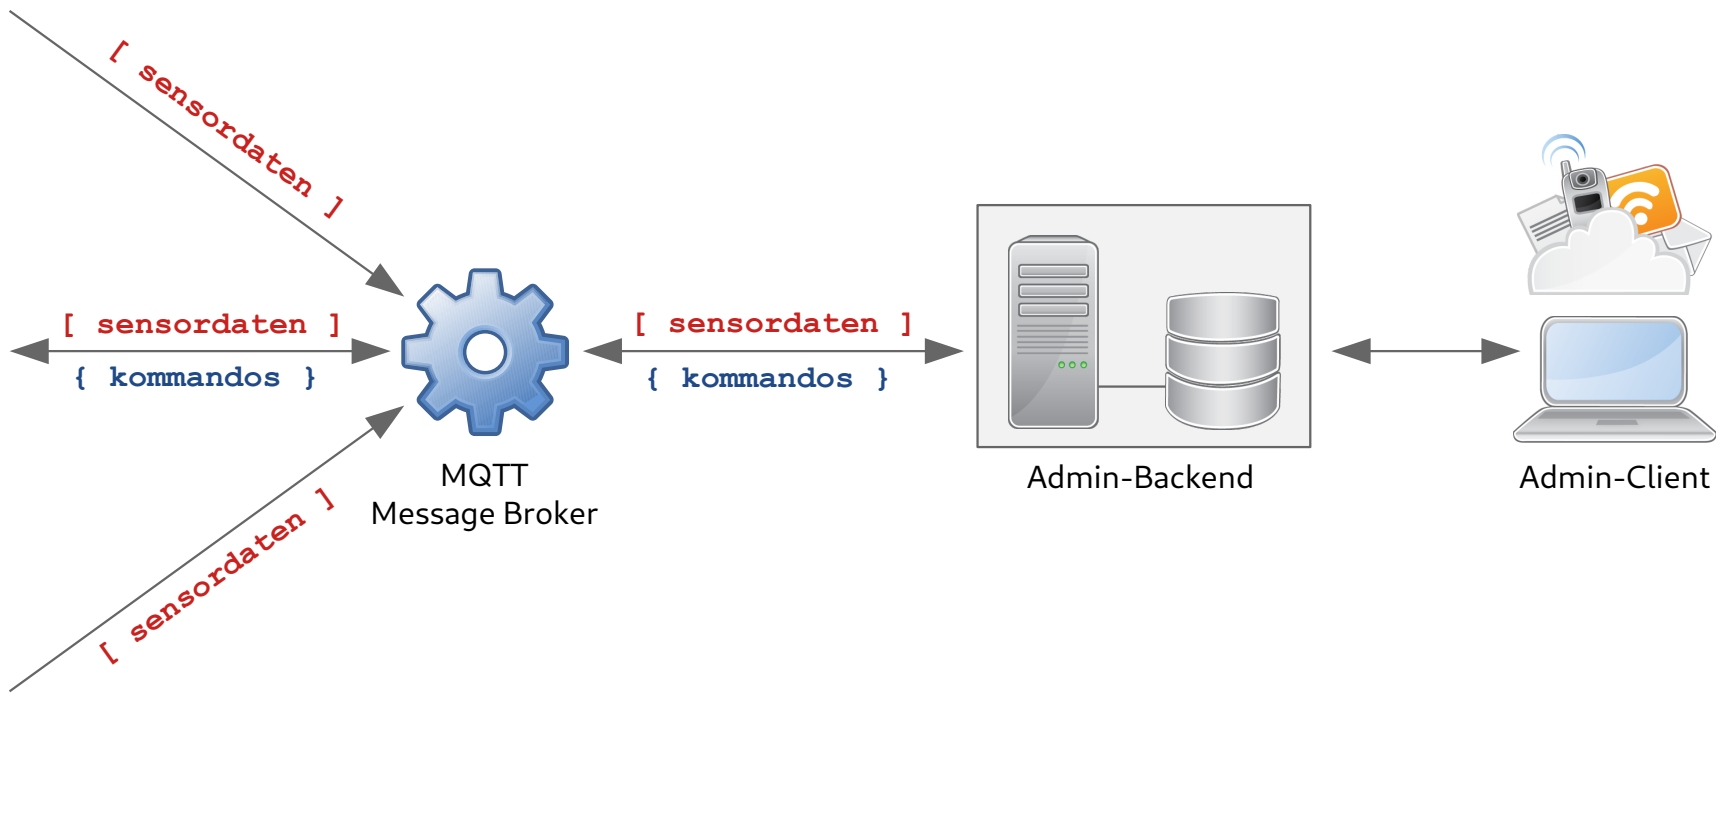 [ sensordaten ]
[ sensordaten ]
{ kommandos }
[ sensordaten ]
[ sensordaten ]
{ kommandos }
MQTT
Message Broker
Admin-Backend
Admin-Client